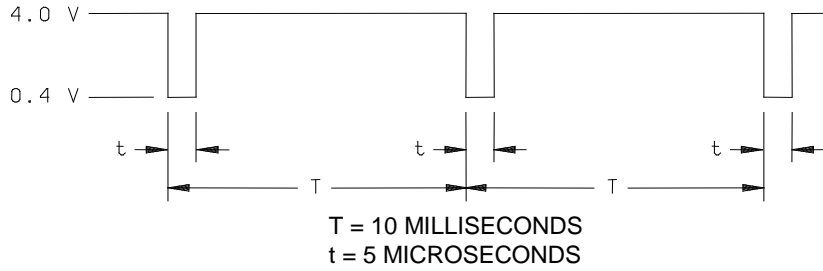 4.0 V
0.4 V
t t t
T T
T = 10 MILLISECONDS
t = 5 MICROSECONDS